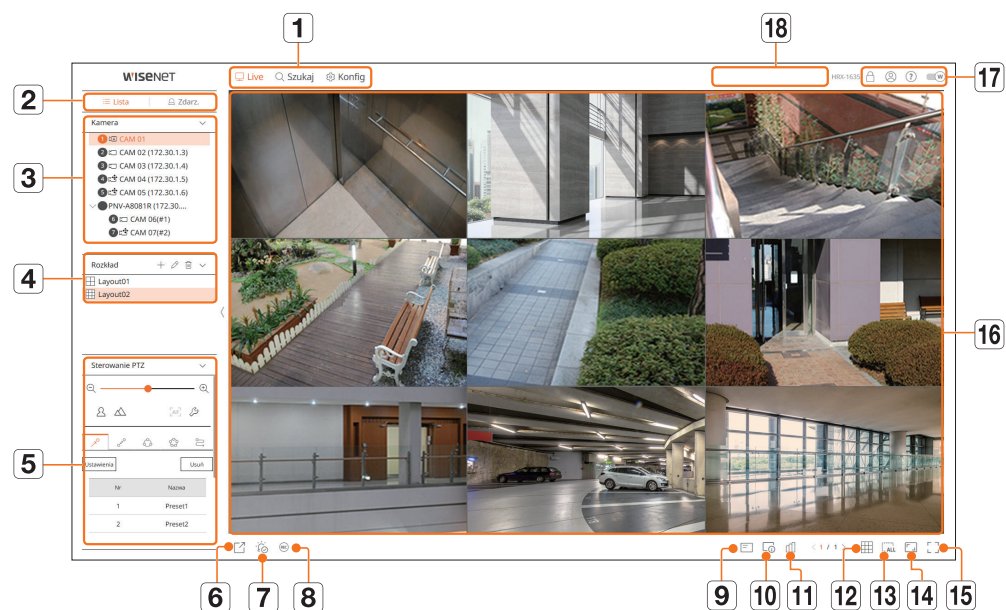 1
18
WISENET
Live
Szukaj
Konfig
HRX-1635
?
W
17
2
Lista
Zdarz.
Kamera
3
1 CAM 01
2 CAM 02 (172.30.1.3)
3 CAM 03 (172.30.1.4)
4 CAM 04 (172.30.1.5)
5 CAM 05 (172.30.1.6)
PNV-A8081R (172.30....
6 CAM 06(#1)
7 CAM 07(#2)
4
Rozkład
Layout01
Layout02
16
5
Sterowanie PTZ
Ustawienia
Usuń
Nr Nazwa
1 Preset1
2 Preset2
REC
1 / 1
ALL
6
7
8
9
10
11
12
13
14
15